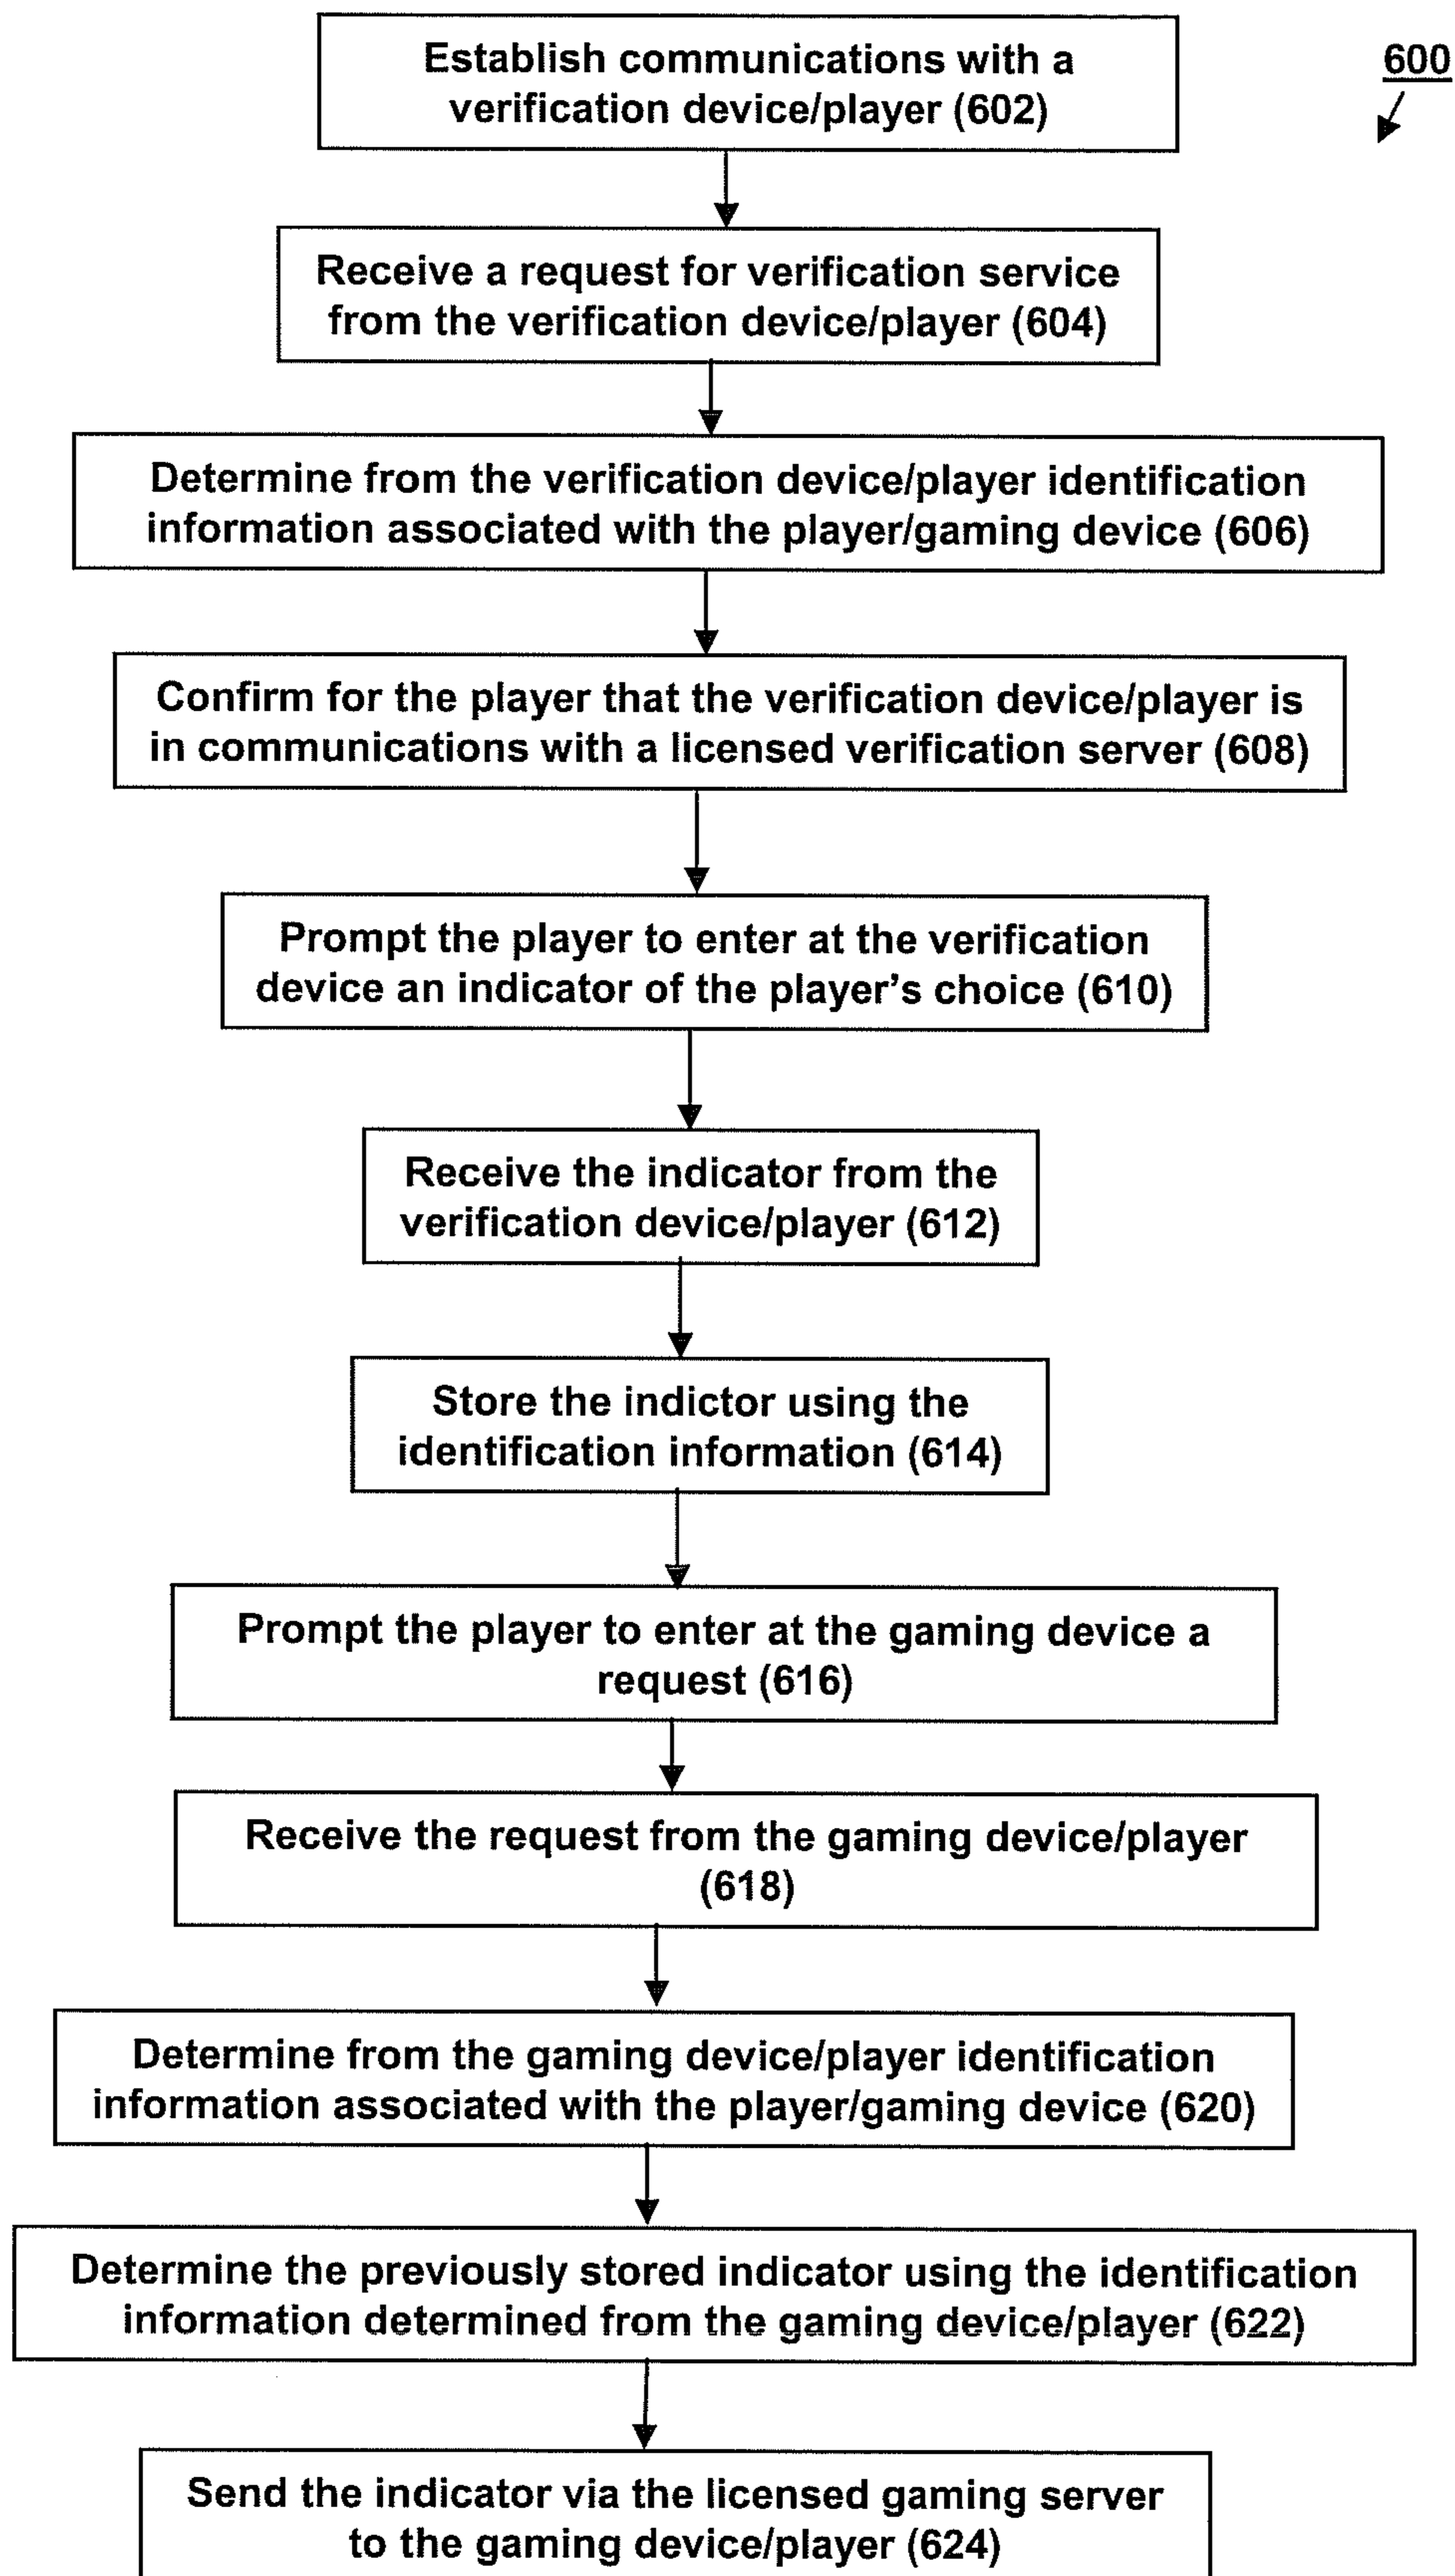 Establish communications with a
verification device/player (602)
600
Receive a request for verification service
from the verification device/player (604)
Determine from the verification device/player identification
information associated with the player/gaming device (606)
Confirm for the player that the verification device/player is
in communications with a licensed verification server (608)
Prompt the player to enter at the verification
device an indicator of the player's choice (610)
Receive the indicator from the
verification device/player (612)
Store the indictor using the
identification information (614)
Prompt the player to enter at the gaming device a
request (616)
Receive the request from the gaming device/player
(618)
Determine from the gaming device/player identification
information associated with the player/gaming device (620)
Determine the previously stored indicator using the identification
information determined from the gaming device/player (622)
Send the indicator via the licensed gaming server
to the gaming device/player (624)